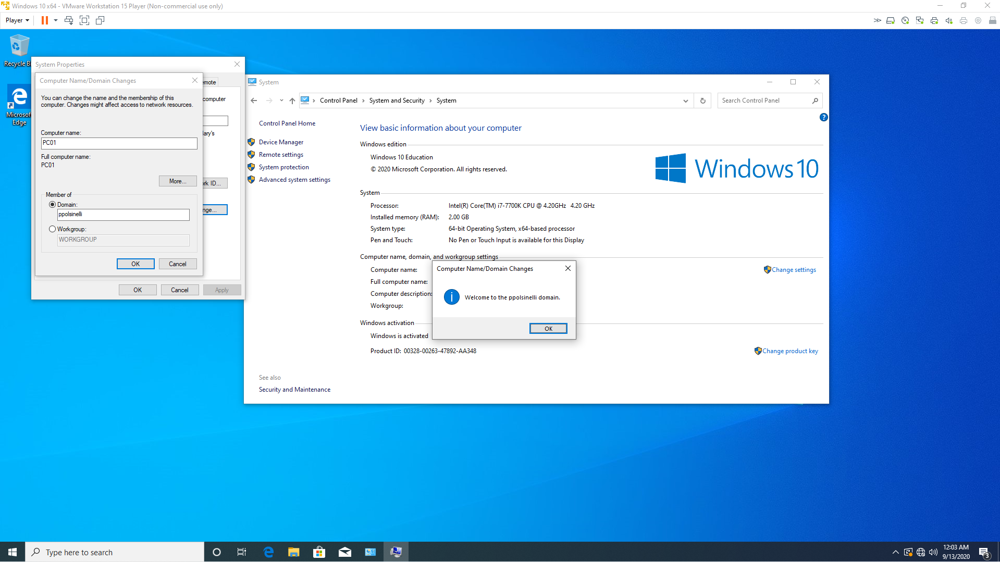 Windows 10 x64 - VMware Workstation 15 Player (Non-commercial use only)
Player
Recycle B
Microsof
Edge
System Properties
emote
computer
lary's
rk ID...
nge...
OK
Cancel
Apply
Computer Name/Domain Changes
You can change the name and the membership of this
computer. Changes might affect access to network resources.
Computer name:
PC01
Full computer name:
PC01
More...
Member of
Domain:
ppolsinelli
Workgroup:
WORKGROUP
OK
Cancel
System
Control Panel
System and Security
System
Search Control Panel
Control Panel Home
Device Manager
Remote settings
System protection
Advanced system settings
View basic information about your computer
Windows edition
Windows 10 Education
© 2020 Microsoft Corporation. All rights reserved.
Windows 10
System
Processor: Intel(R) Core(TM) i7-7700K CPU @ 4.20GHz 4.20 GHz
Installed memory (RAM): 2.00 GB
System type: 64-bit Operating System, x64-based processor
Pen and Touch: No Pen or Touch Input is available for this Display
Computer name, domain, and workgroup settings
Computer name:
Change settings
Full computer name:
Computer description:
Workgroup:
Windows activation
Windows is activated
Product ID: 00328-00263-47892-AA348
Change product key
See also
Security and Maintenance
Computer Name/Domain Changes
Welcome to the ppolsinelli domain.
OK
Type here to search
12:03 AM
9/13/2020
3